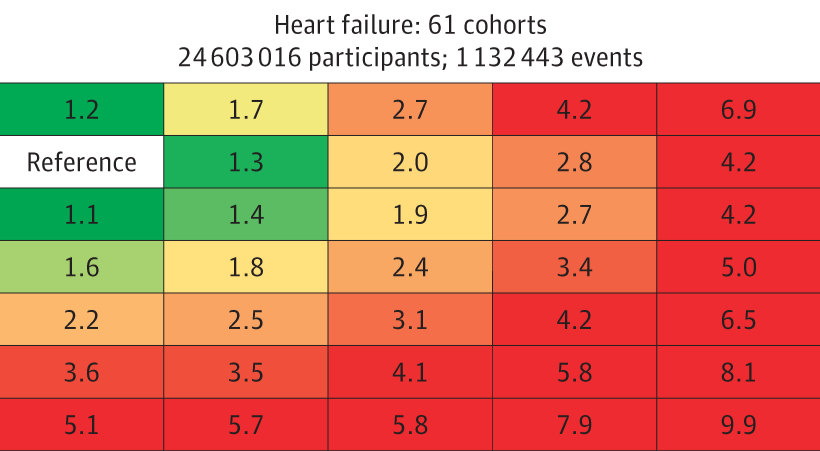 Heart failure: 61 cohorts
24 603 016 participants; 1 132 443 events
1.2 1.7 2.7 4.2 6.9
Reference 1.3 2.0 2.8 4.2
1.1 1.4 1.9 2.7 4.2
1.6 1.8 2.4 3.4 5.0
2.2 2.5 3.1 4.2 6.5
3.6 3.5 4.1 5.8 8.1
5.1 5.7 5.8 7.9 9.9